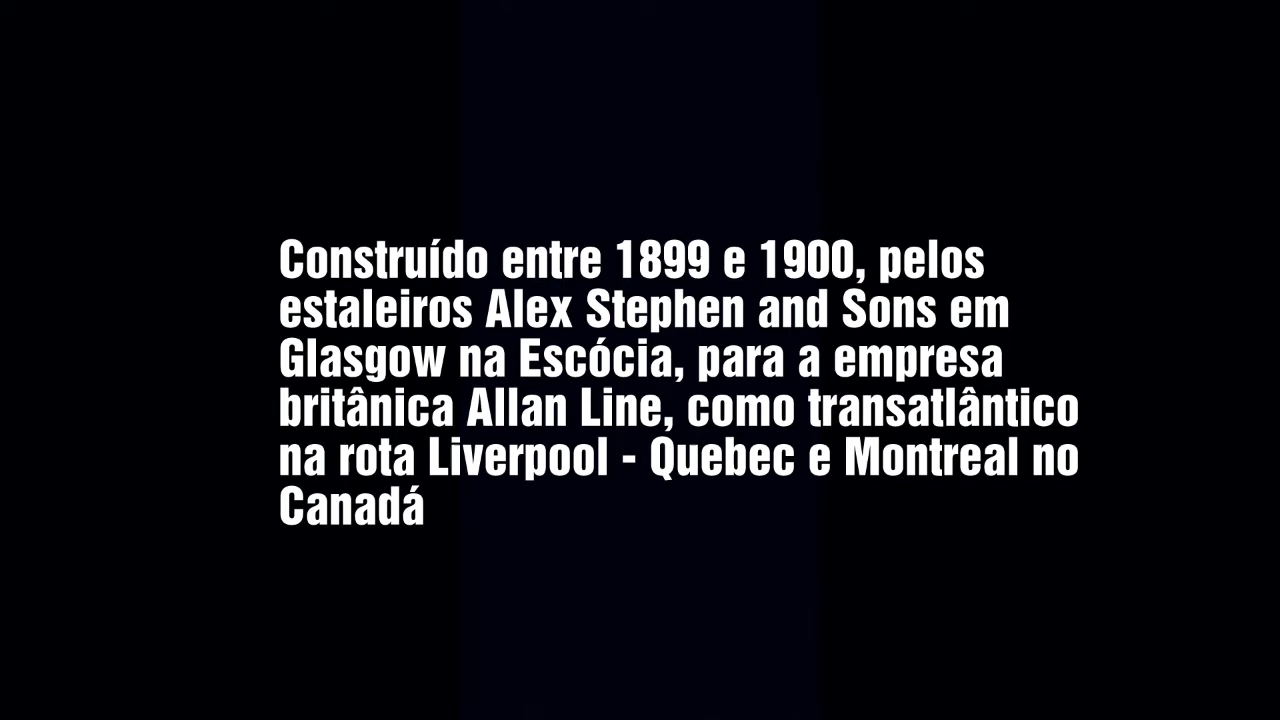 Construído entre 1899 e 1900, pelos
estaleiros Alex Stephen and Sons em
Glasgow na Escócia, para a empresa
britânica Allan Line, como transatlântico
na rota Liverpool - Quebec e Montreal no
Canadá